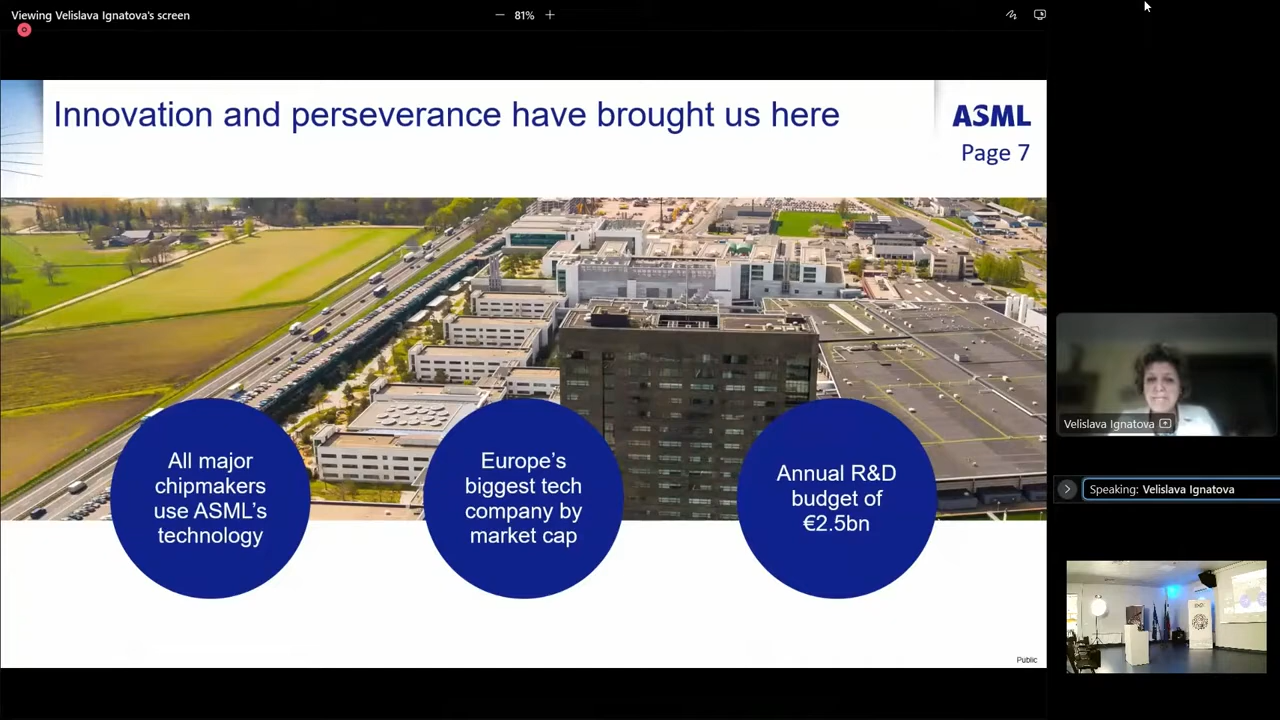 Viewing Velislava Ignatova's screen
81%
Innovation and perseverance have brought us here
ASML
Page 7
All major
chipmakers
use ASML's
technology
Europe's
biggest tech
company by
market cap
Annual R&D
budget of
€2.5bn
Public
Velislava Ignatova
Speaking: Velislava Ignatova